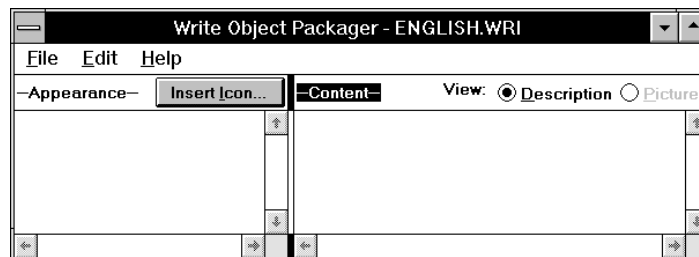 Write Object Packager - ENGLISH.WRI
File Edit Help
Appearance Insert Icon... Content View: Description Picture